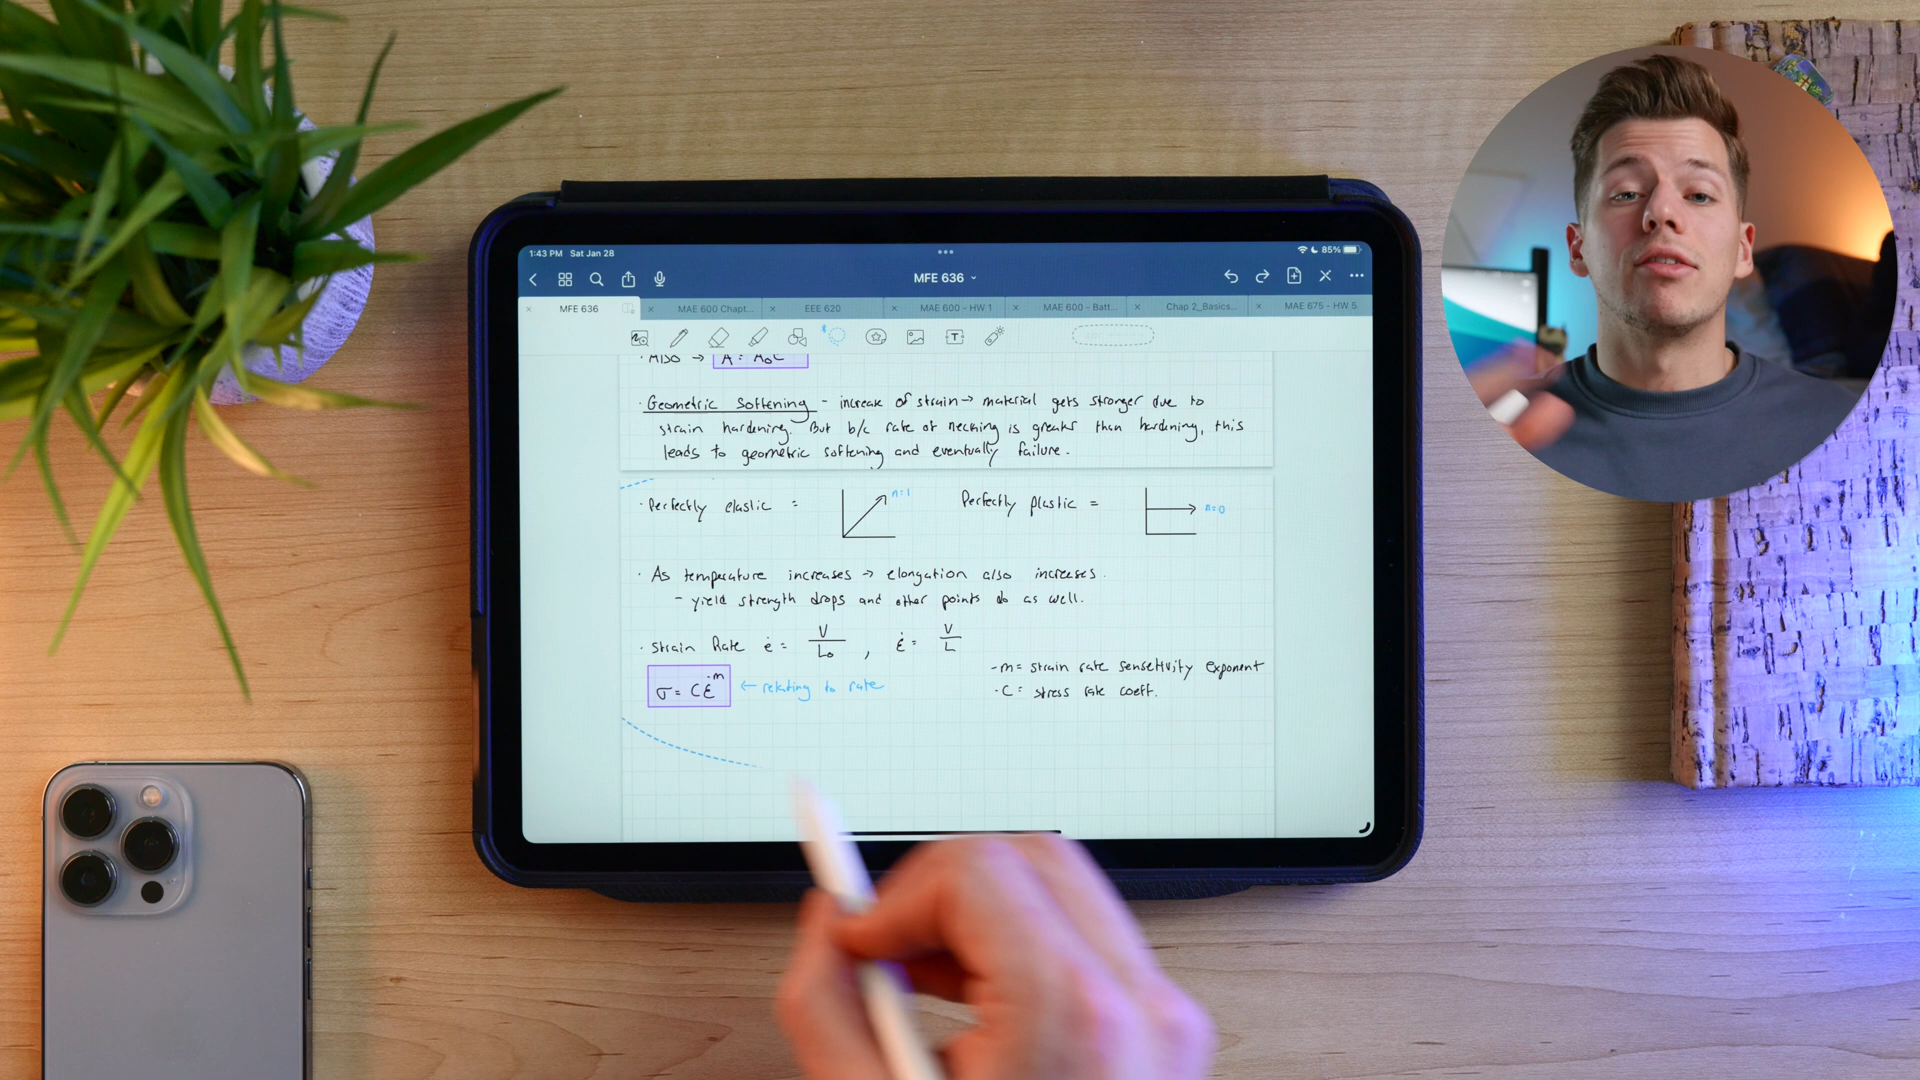 1:43 PM Sat Jan 28
85%
MFE 636
MFE 636
MAE 600 Chapt...
EEE 620
MAE 600 - HW 1
MAE 600 - Batt...
Chap 2_Basics...
MAE 675 - HW 5
T
· Also →
· Geometric Softening - increase of strain → material gets stronger due to
strain hardening. But b/c rate of necking is greater than hardening, this
leads to geometric softening and eventually failure.
· Perfectly elastic = n=1 Perfectly plastic = n=0
· As temperature increases → elongation also increases.
- yield strength drops and other points do as well.
· Strain Rate ė = V/L₀ , ε̇ = V/L
- m = strain rate sensetivity exponent
σ = Cε̇ᵐ ← relating to rate
· C = stress rate coeff.